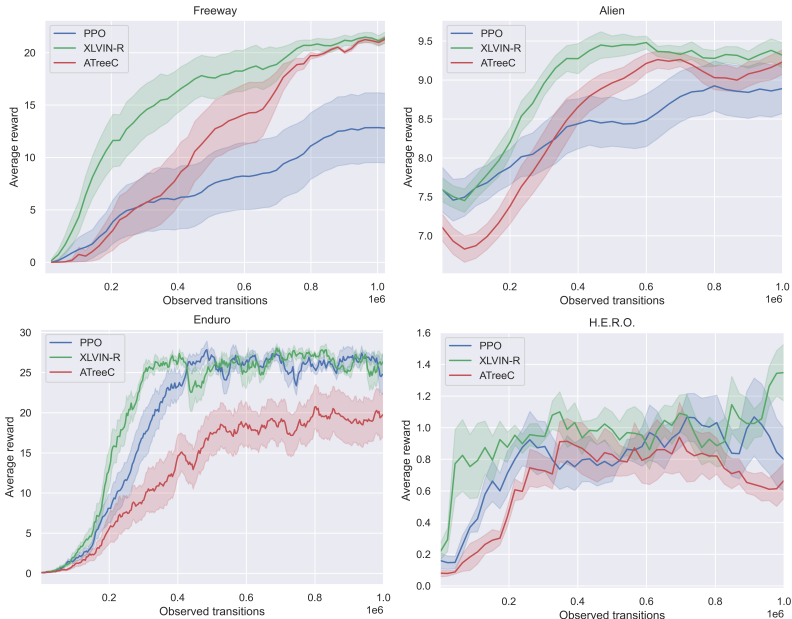 Freeway
PPO
XLVIN-R
ATreeC
20
15
10
5
0
Average reward
0.2 0.4 0.6 0.8 1.0
Observed transitions
1e6
Alien
PPO
XLVIN-R
ATreeC
9.5
9.0
8.5
8.0
7.5
7.0
Average reward
0.2 0.4 0.6 0.8 1.0
Observed transitions
1e6
Enduro
PPO
XLVIN-R
ATreeC
30
25
20
15
10
5
0
Average reward
0.2 0.4 0.6 0.8 1.0
Observed transitions
1e6
H.E.R.O.
PPO
XLVIN-R
ATreeC
1.6
1.4
1.2
1.0
0.8
0.6
0.4
0.2
0.0
Average reward
0.2 0.4 0.6 0.8 1.0
Observed transitions
1e6